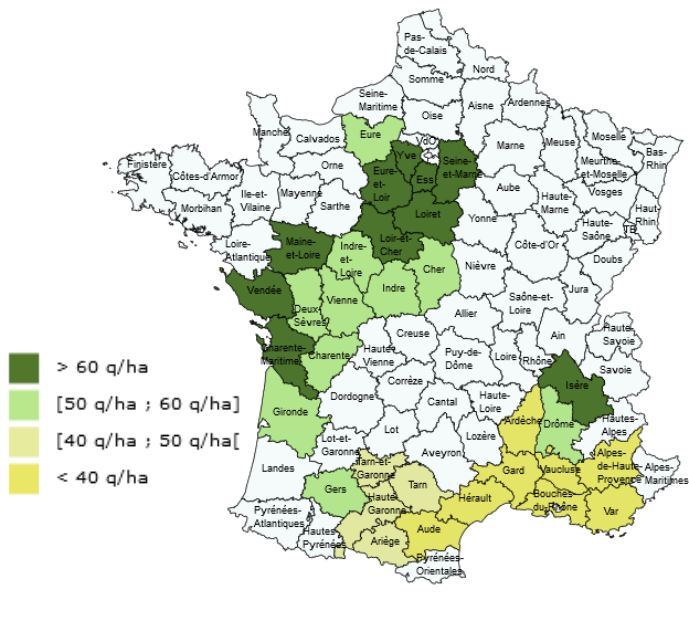 Pas-
de-Calais
Nord
Somme
Seine-
Maritime
Aisne
Ardennes
Oise
Manche
Calvados
Eure
VdO
Moselle
Marne
Meuse
Bas-
Rhin
Meurthe-
et-Moselle
Finistère
Côtes-d'Armor
Orne
Yve
Seine-
et-Marne
Eure-
et-
Loir
Ess
Aube
Vosges
Haute-
Marne
Haut-
Rhin
Morbihan
Ile-et-
Vilaine
Mayenne
Sarthe
Loiret
Yonne
Haute-
Saône
TB
Loire-
Atlantique
Maine-
et-Loire
Loir-et-
Cher
Indre-
et-
Loire
Cher
Côte-d'Or
Doubs
Nièvre
Vendée
Vienne
Indre
Jura
Deux-
Sèvres
Saône-et-
Loire
Allier
Ain
Haute-
Savoie
Creuse
Charente-
Maritime
Charente
Haute-
Vienne
Puy-de-
Dôme
Loire
Rhône
Savoie
> 60 q/ha
Corrèze
Isère
Dordogne
Cantal
Haute-
Loire
[50 q/ha ; 60 q/ha]
Gironde
Ardèche
Drôme
Hautes-
Alpes
Lot
Lozère
[40 q/ha ; 50 q/ha[
Lot-et-
Garonne
Aveyron
Alpes-
de-Haute-
Provence
Landes
Tarn-et-
Garonne
Gard
Vaucluse
Alpes-
Maritimes
< 40 q/ha
Gers
Tarn
Hérault
Bouches-
du-Rhône
Var
Haute-
Garonne
Pyrénées-
Atlantiques
Hautes-
Pyrénées
Aude
Ariège
Pyrénées-
Orientales